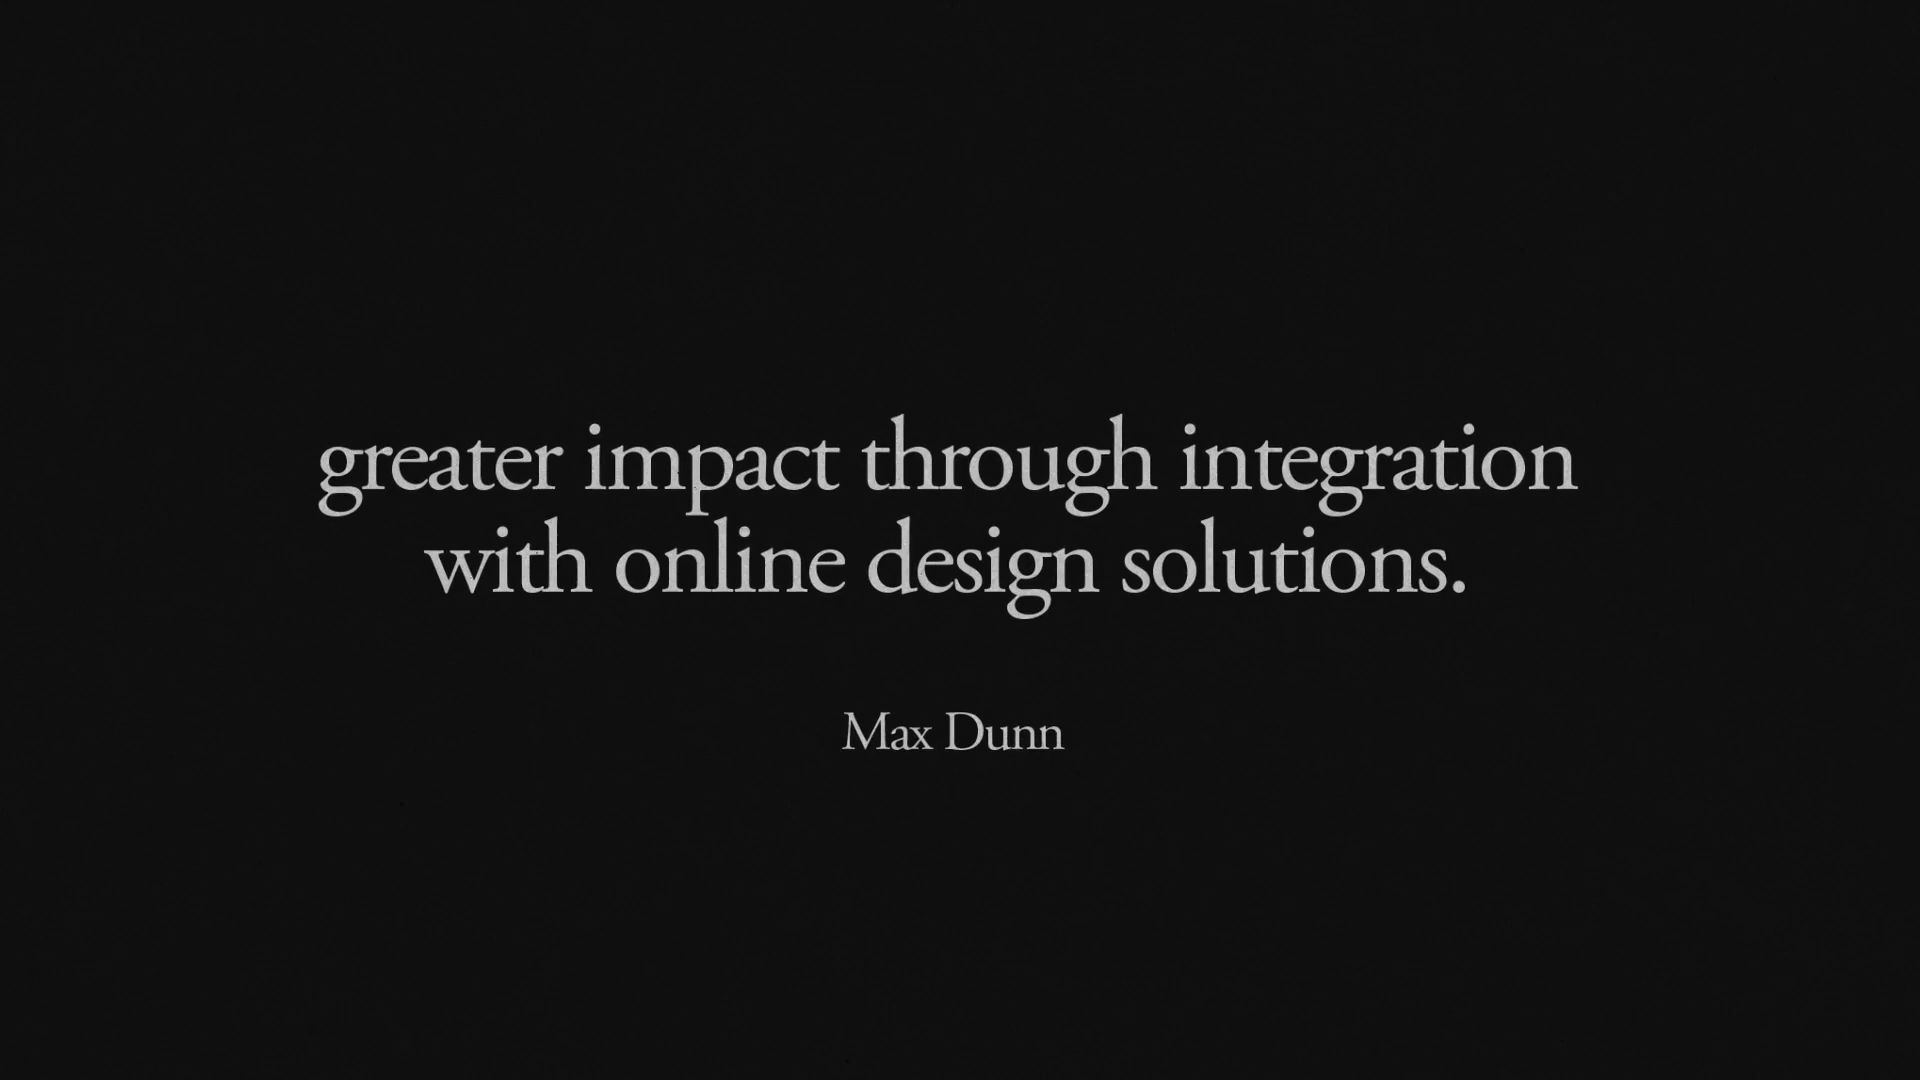 greater impact through integration
with online design solutions.
Max Dunn